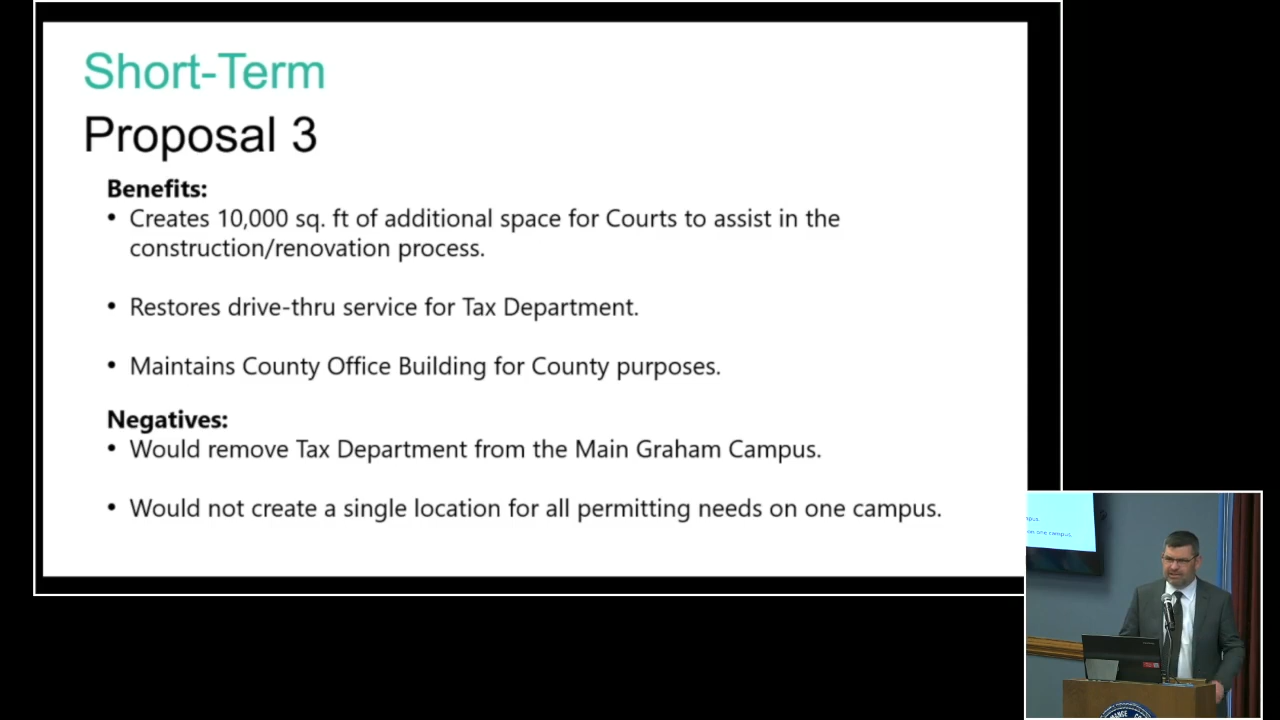 Short-Term
Proposal 3
Benefits:
• Creates 10,000 sq. ft of additional space for Courts to assist in the
construction/renovation process.
• Restores drive-thru service for Tax Department.
• Maintains County Office Building for County purposes.
Negatives:
• Would remove Tax Department from the Main Graham Campus.
• Would not create a single location for all permitting needs on one campus.
on one campus.